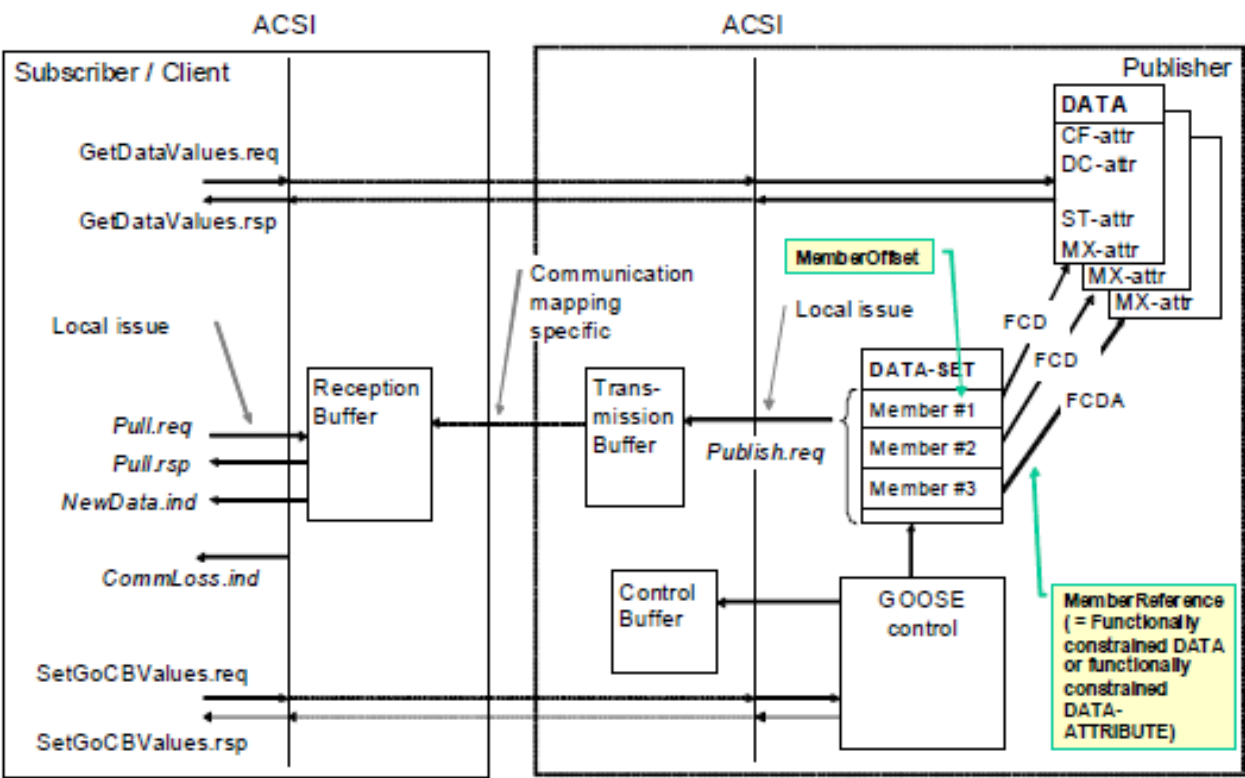 ACSI
ACSI
Subscriber / Client
Publisher
DATA
CF-attr
DC-attr
ST-attr
MX-attr
MX-attr
MX-attr
GetDataValues.req
GetDataValues.rsp
MemberOffset
Communication
mapping
specific
Local issue
Local issue
FCD
FCD
FCDA
DATA-SET
Member #1
Member #2
Member #3
Reception
Buffer
Trans-
mission
Buffer
Pull.req
Pull.rsp
NewData.ind
Publish.req
CommLoss.ind
Control
Buffer
GOOSE
control
MemberReference
( = Functionally
constrained DATA
or functionally
constrained
DATA-
ATTRIBUTE)
SetGoCBValues.req
SetGoCBValues.rsp